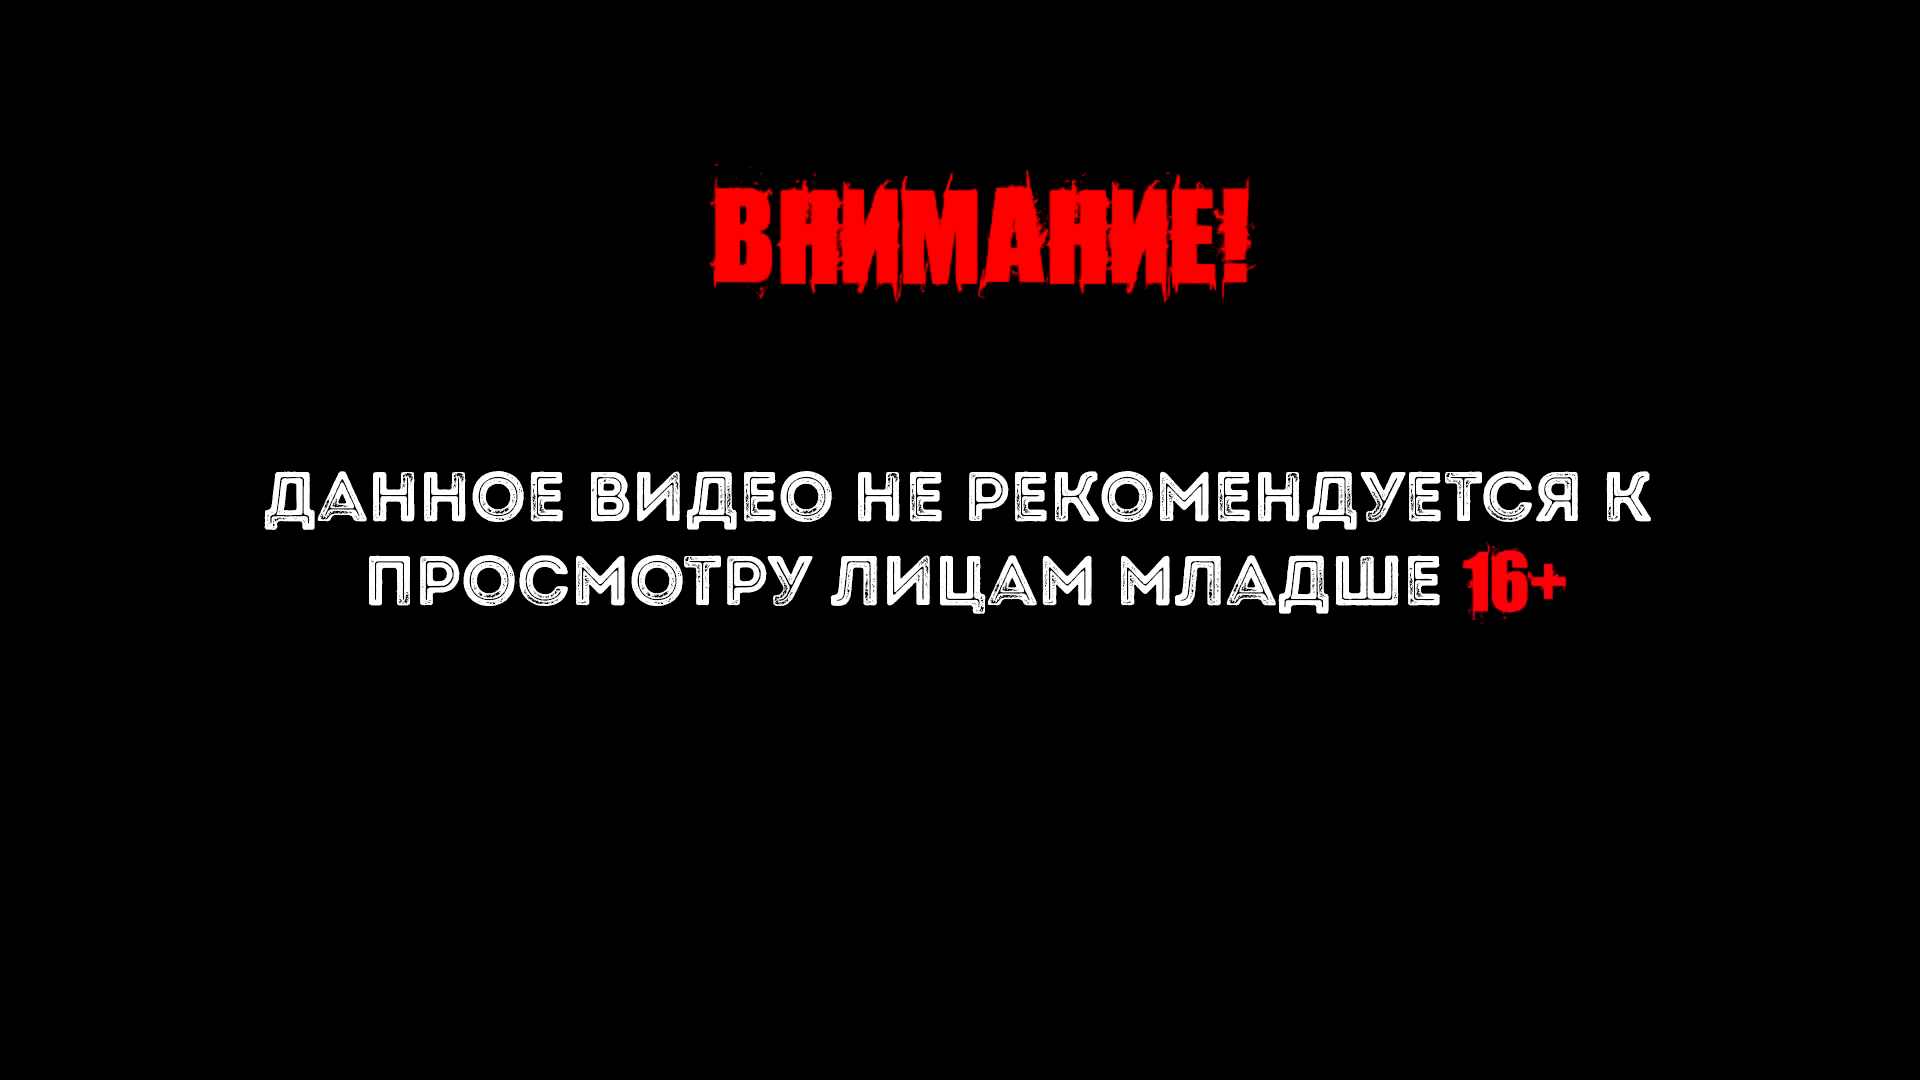 ВНИМАНИЕ!
ДАННОЕ ВИДЕО НЕ РЕКОМЕНДУЕТСЯ К
ПРОСМОТРУ ЛИЦАМ МЛАДШЕ 16+